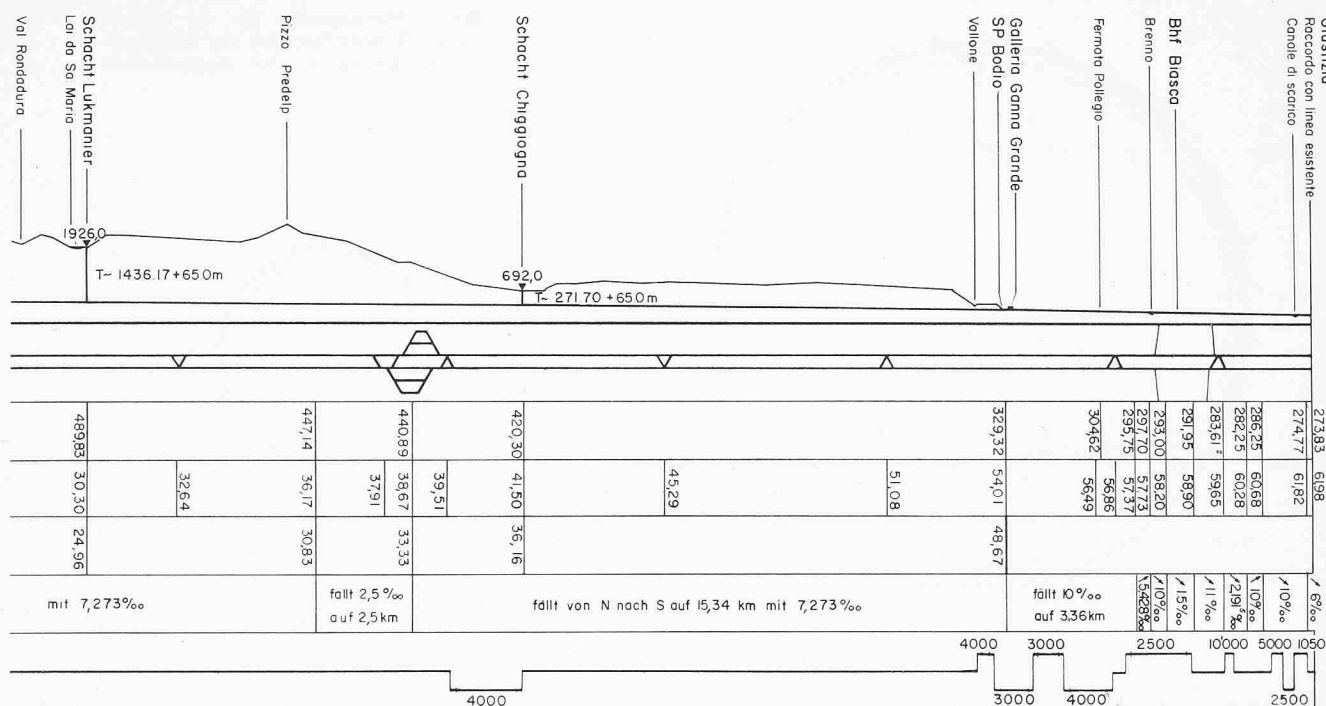 Val Rondadura
Lai da Sa Maria
Schacht Lukmanier
Pizzo Predelp
Schacht Chiggiogna
Vallone
SP Bodio
Galleria Ganna Grande
Fermata Pollegio
Brenno
Bhf Biasca
Canale di scarico
Raccordo con linea esistente
1926,0
T~ 1436.17+650m
692,0
T~ 271.70 +650m
489,83
447,14
440,89
420,30
329,32
304,62
295,75
297,70
293,00
291,95
283,61²
282,25
286,25
274,77
273,83
30,30
32,64
36,17
37,91
38,67
39,51
41,50
45,29
51,08
54,01
56,49
56,86
57,37
57,73
58,20
58,90
59,65
60,28
60,68
61,82
61,98
24,96
30,83
33,33
36,16
48,67
mit 7,273‰
fällt 2,5‰
auf 2,5km
fällt von N nach S auf 15,34 km mit 7,273‰
fällt 10‰
auf 3,36km
5,428‰
10‰
1,5‰
11‰
10‰
10‰
6‰
4000
4000
3000
3000
4000
2500
10'000
5000
2500
1050